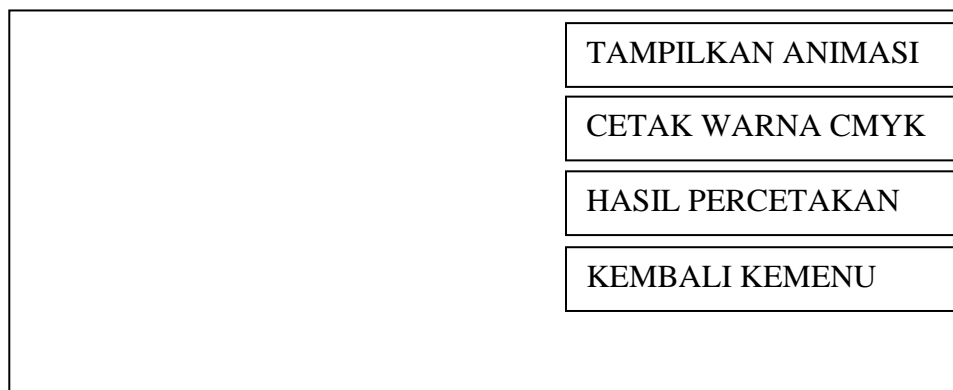 TAMPILKAN ANIMASI
CETAK WARNA CMYK
HASIL PERCETAKAN
KEMBALI KEMENU